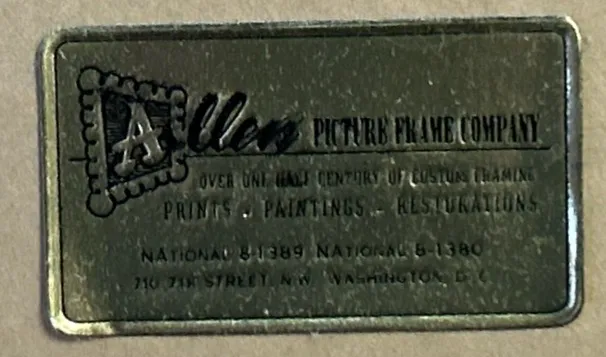 Allen PICTURE FRAME COMPANY
OVER ONE HALF CENTURY OF CUSTOM FRAMING
PRINTS - PAINTINGS - RESTORATIONS
NATIONAL 8-1389 NATIONAL 8-1380
710 7TH STREET, N.W. WASHINGTON, D. C.